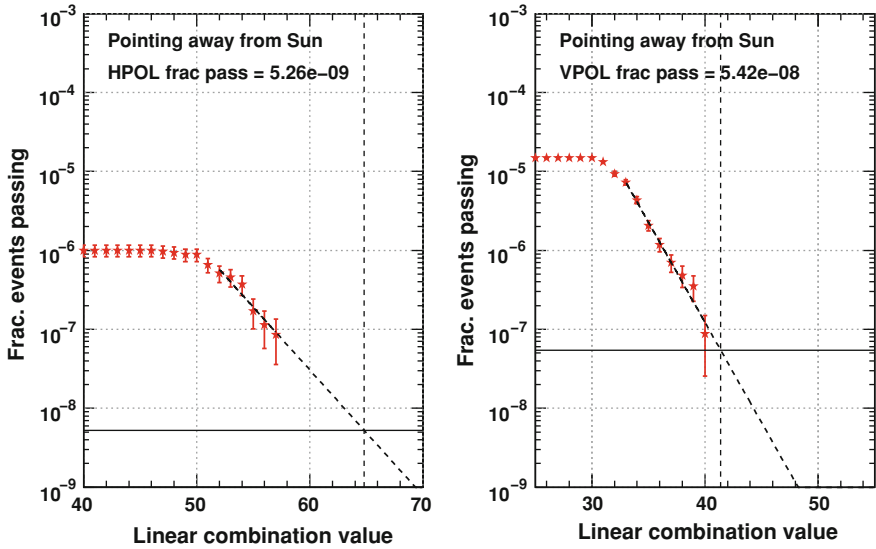 Pointing away from Sun
HPOL frac pass = 5.26e−09
Frac. events passing
10⁻³
10⁻⁴
10⁻⁵
10⁻⁶
10⁻⁷
10⁻⁸
10⁻⁹
40 50 60 70
Linear combination value
Pointing away from Sun
VPOL frac pass = 5.42e−08
Frac. events passing
10⁻³
10⁻⁴
10⁻⁵
10⁻⁶
10⁻⁷
10⁻⁸
10⁻⁹
30 40 50
Linear combination value